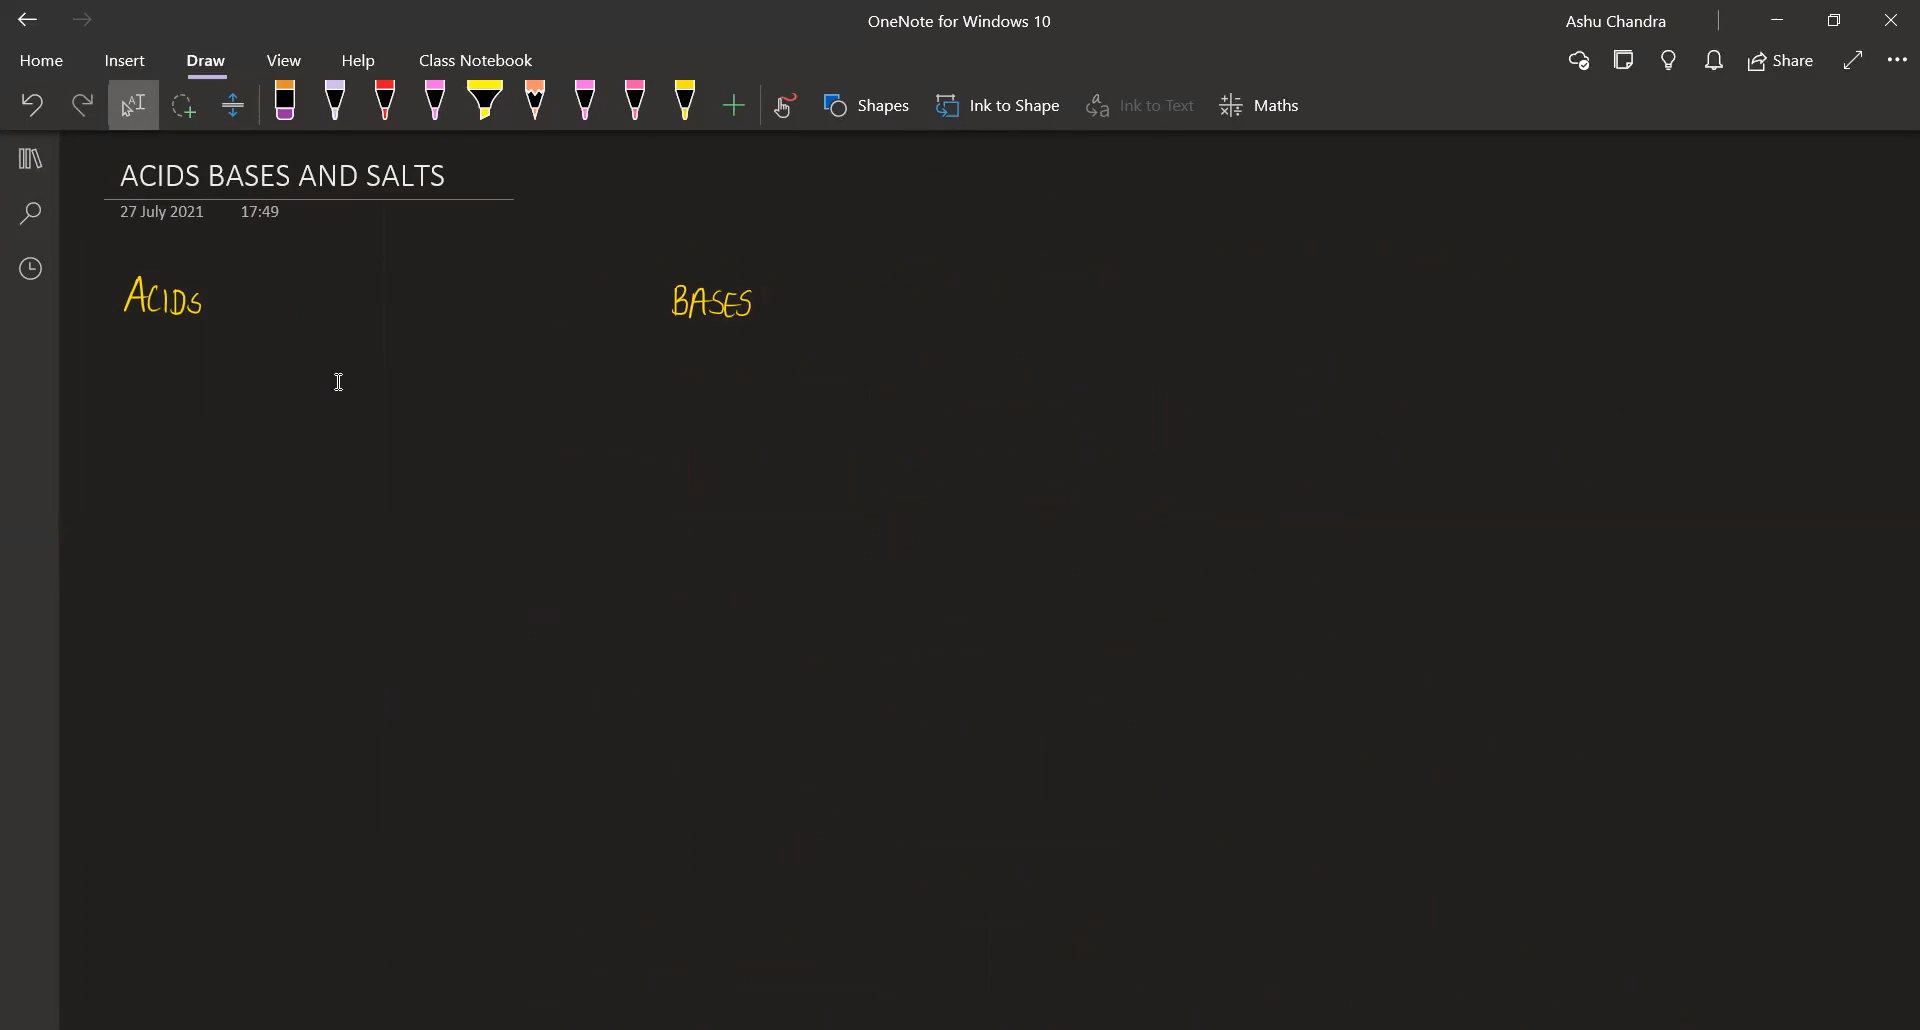 OneNote for Windows 10
Ashu Chandra
Home Insert Draw View Help Class Notebook
Share
Shapes Ink to Shape Ink to Text Maths
ACIDS BASES AND SALTS
27 July 2021 17:49
ACIDS BASES